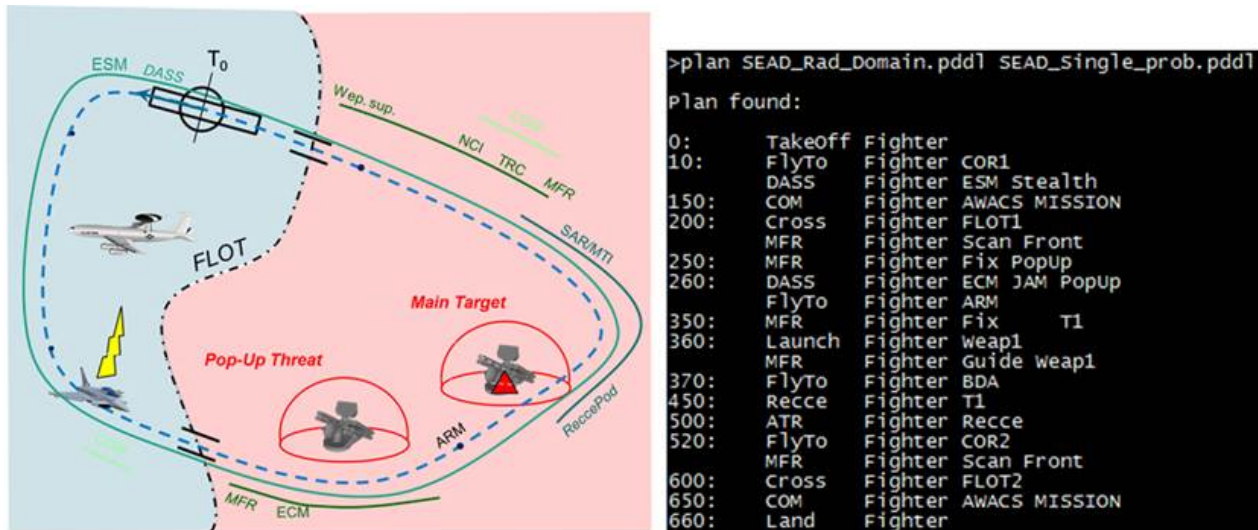 T0
ESM DASS
Wep. sup.
NCI TRC MFR
SAR/MTI
FLOT
Main Target
Pop-Up Threat
ReccePod
ARM
MFR ECM
>plan SEAD_Rad_Domain.pddl SEAD_Single_prob.pddl
Plan found:
0: TakeOff Fighter
10: FlyTo Fighter COR1
DASS Fighter ESM Stealth
150: COM Fighter AWACS MISSION
200: Cross Fighter FLOT1
MFR Fighter Scan Front
250: MFR Fighter Fix PopUp
260: DASS Fighter ECM JAM PopUp
FlyTo Fighter ARM
350: MFR Fighter Fix T1
360: Launch Fighter Weap1
MFR Fighter Guide Weap1
370: FlyTo Fighter BDA
450: Recce Fighter T1
500: ATR Fighter Recce
520: FlyTo Fighter COR2
MFR Fighter Scan Front
600: Cross Fighter FLOT2
650: COM Fighter AWACS MISSION
660: Land Fighter